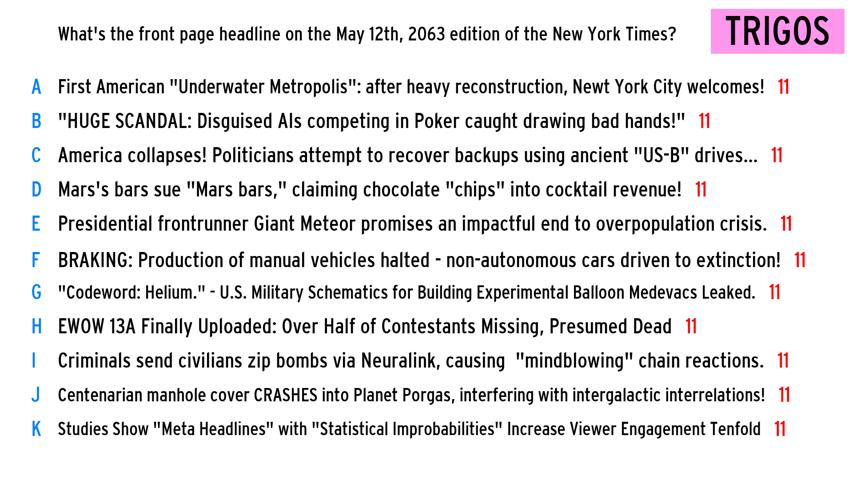 What's the front page headline on the May 12th, 2063 edition of the New York Times?
TRIGOS
A First American "Underwater Metropolis": after heavy reconstruction, Newt York City welcomes! 11
B "HUGE SCANDAL: Disguised AIs competing in Poker caught drawing bad hands!" 11
C America collapses! Politicians attempt to recover backups using ancient "US-B" drives... 11
D Mars's bars sue "Mars bars," claiming chocolate "chips" into cocktail revenue! 11
E Presidential frontrunner Giant Meteor promises an impactful end to overpopulation crisis. 11
F BRAKING: Production of manual vehicles halted - non-autonomous cars driven to extinction! 11
G "Codeword: Helium." - U.S. Military Schematics for Building Experimental Balloon Medevacs Leaked. 11
H EWOW 13A Finally Uploaded: Over Half of Contestants Missing, Presumed Dead 11
I Criminals send civilians zip bombs via Neuralink, causing "mindblowing" chain reactions. 11
J Centenarian manhole cover CRASHES into Planet Porgas, interfering with intergalactic interrelations! 11
K Studies Show "Meta Headlines" with "Statistical Improbabilities" Increase Viewer Engagement Tenfold 11